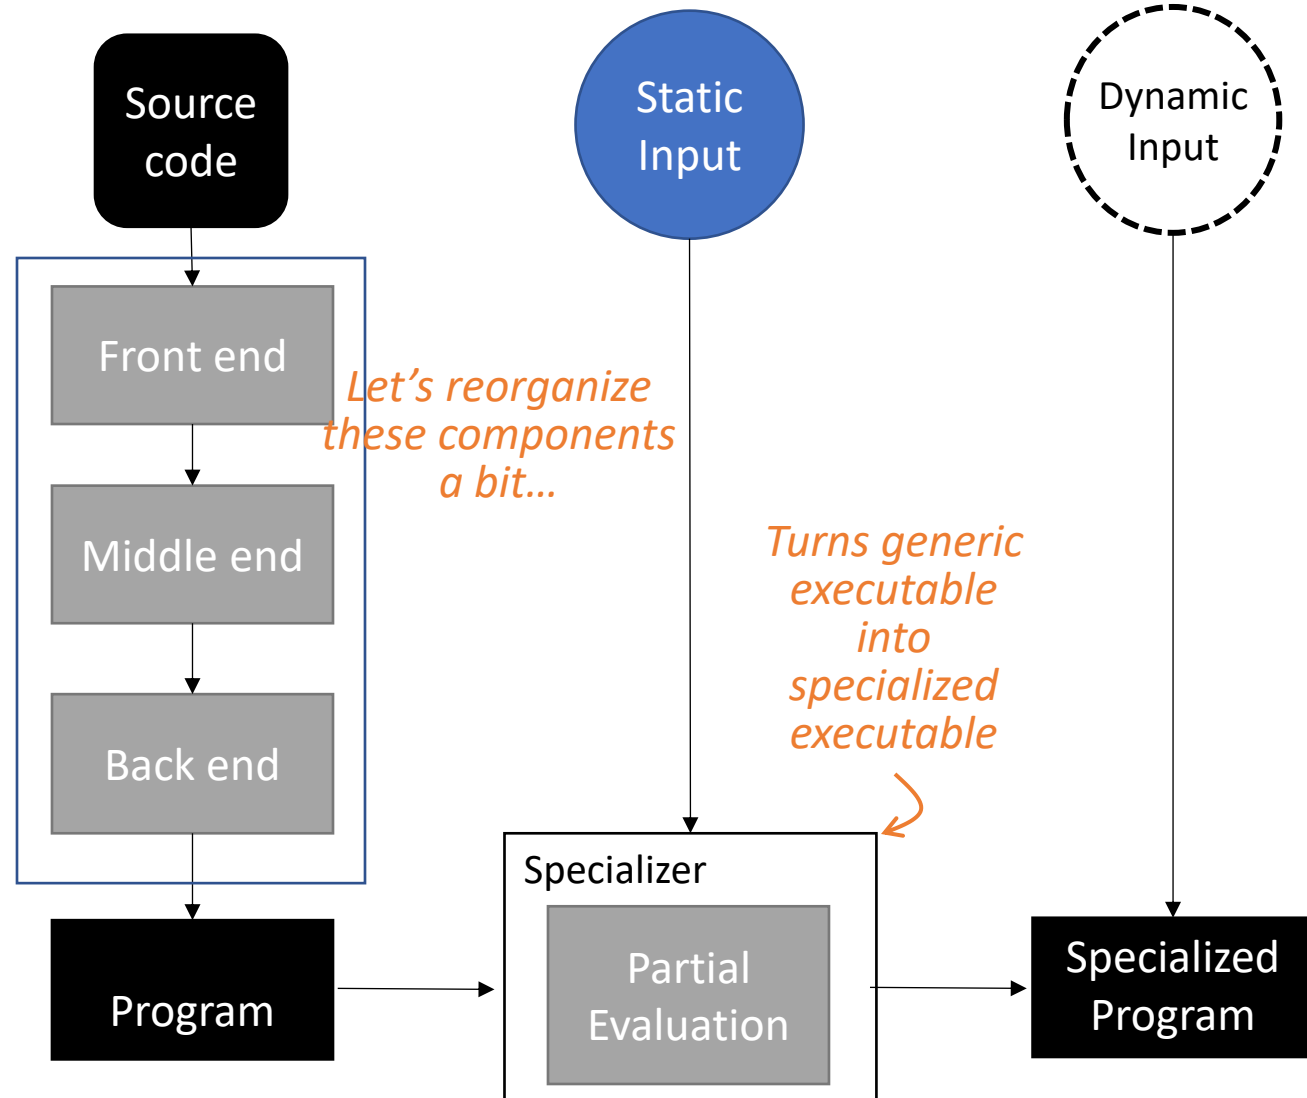 Source
code
Static
Input
Dynamic
Input
Front end
Let’s reorganize
these components
a bit…
Middle end
Turns generic
executable
into
specialized
executable
Back end
Specializer
Program
Partial
Evaluation
Specialized
Program